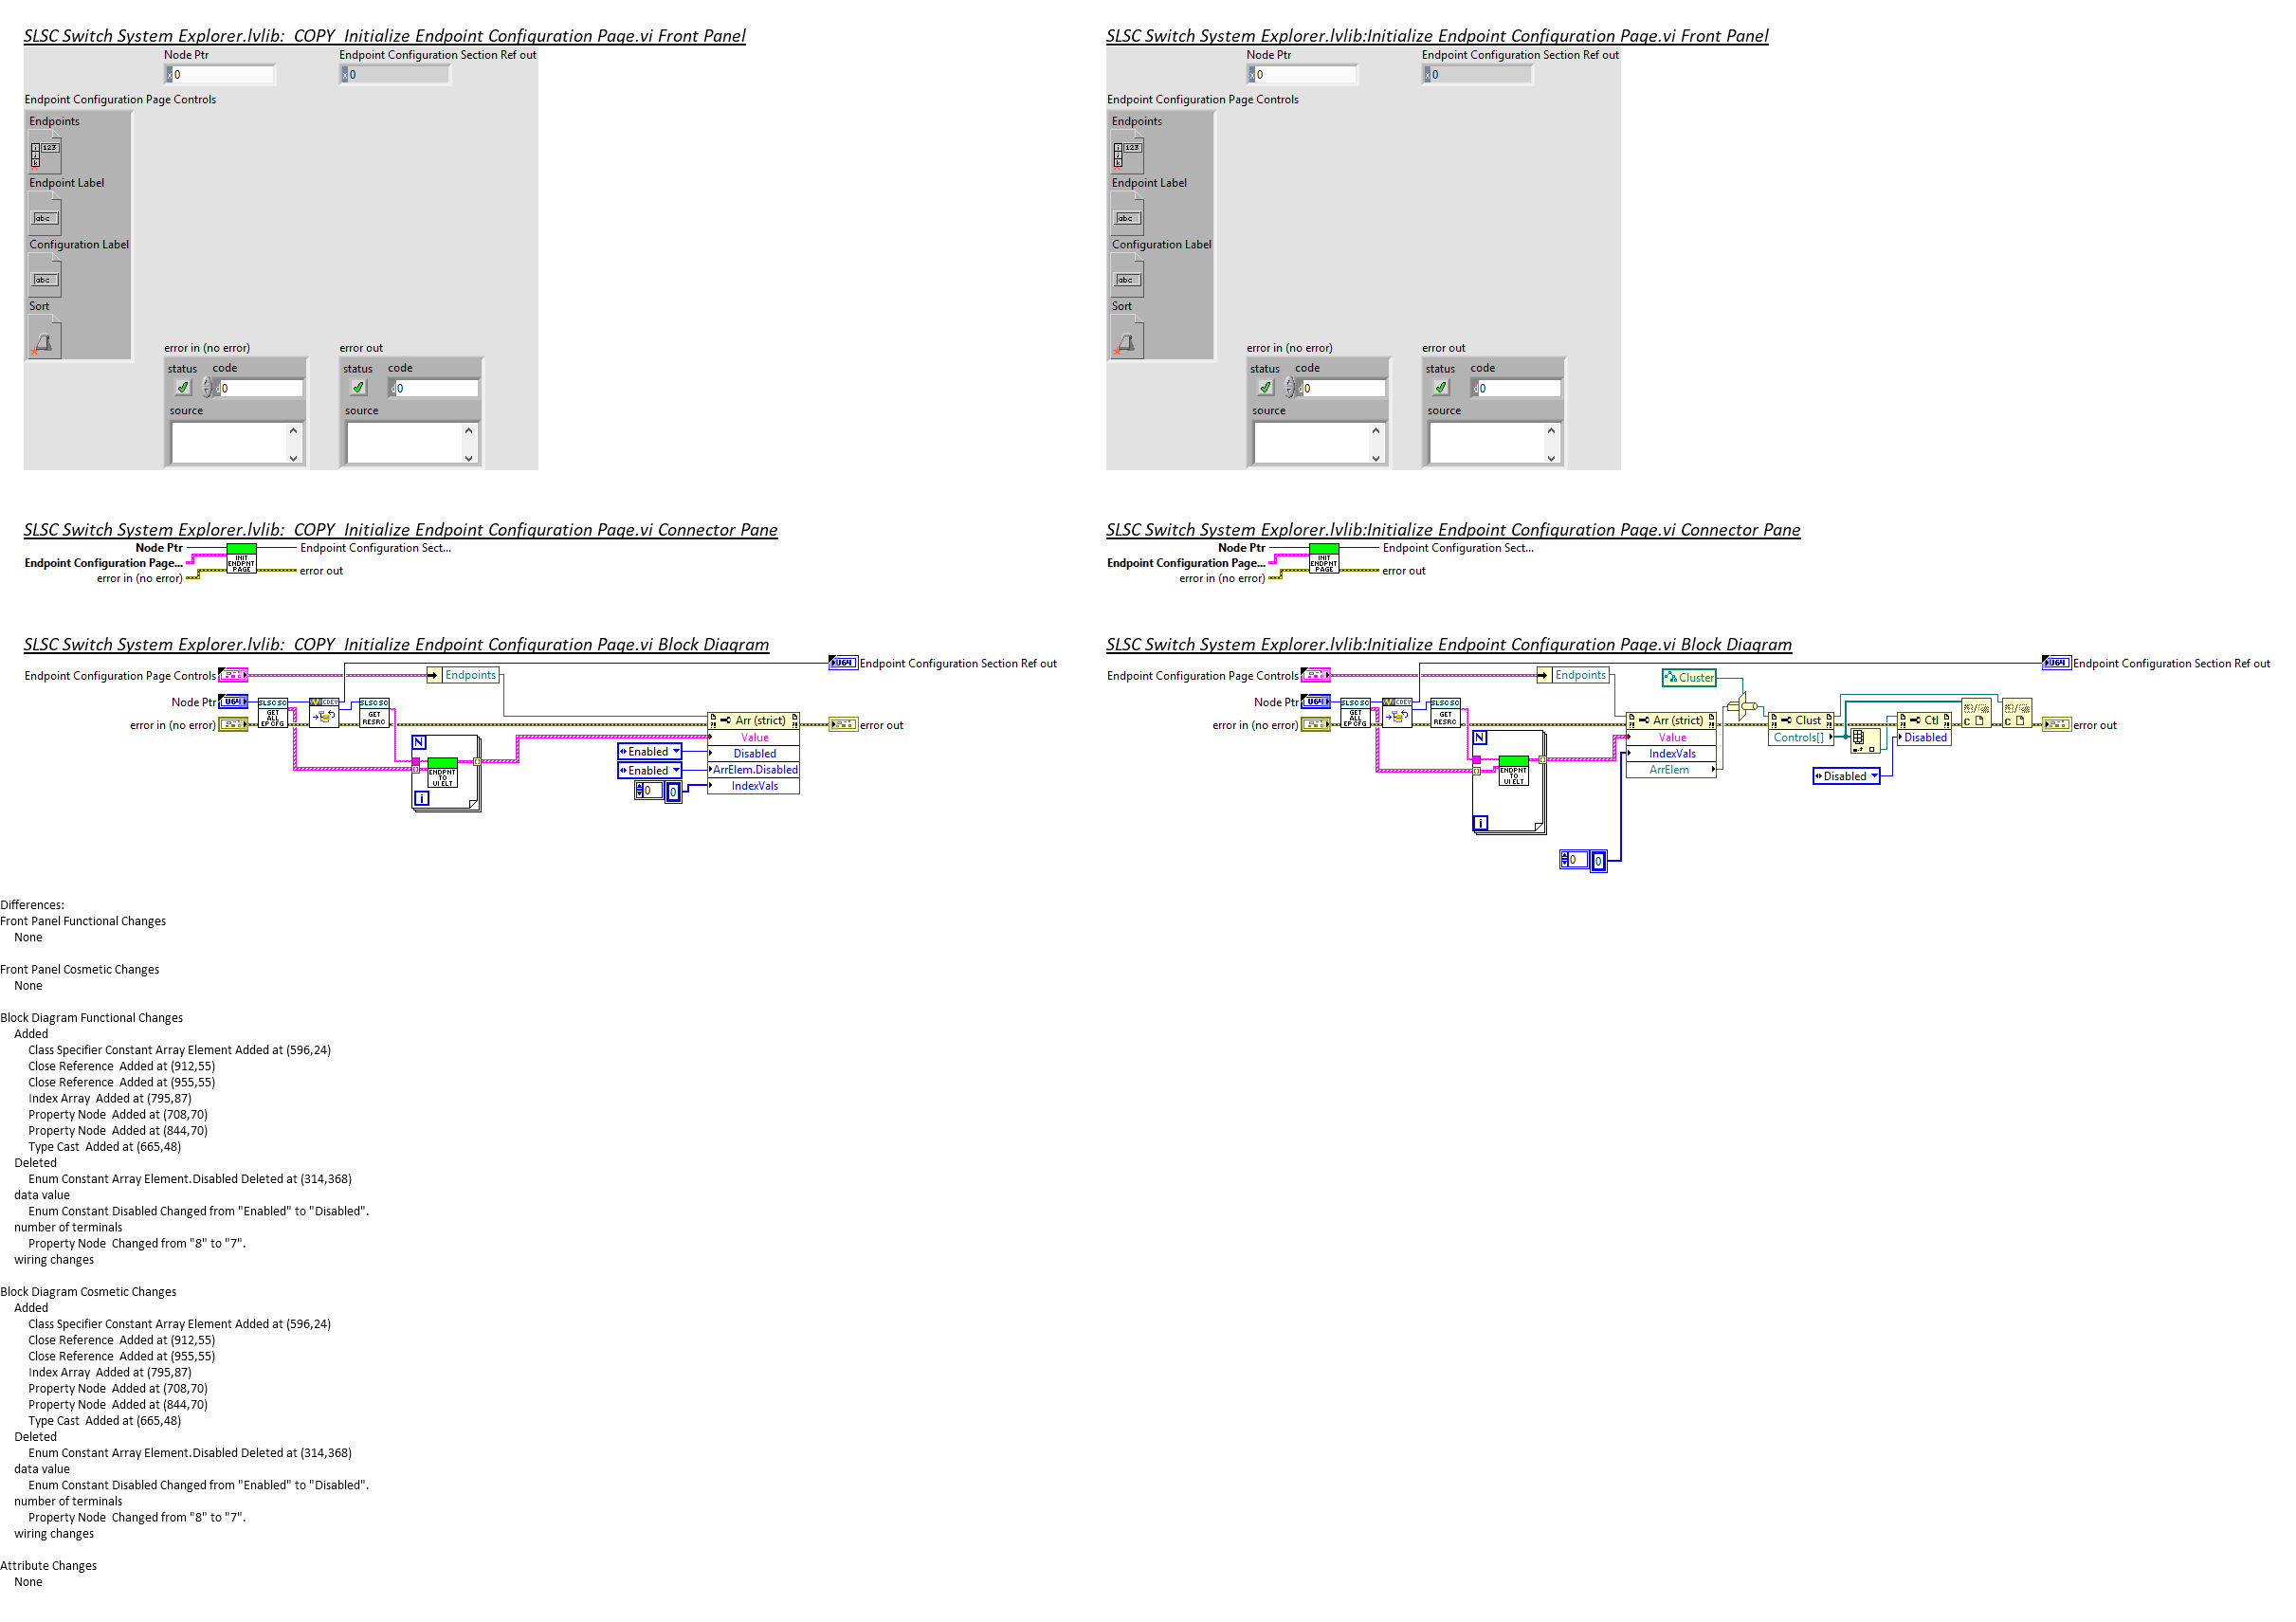 SLSC Switch System Explorer.lvlib:  COPY  Initialize Endpoint Configuration Page.vi Front Panel
Node Ptr
Endpoint Configuration Section Ref out
x 0
x 0
Endpoint Configuration Page Controls
Endpoints
i
j
k
123
Endpoint Label
abc
Configuration Label
abc
Sort
error in (no error)
error out
status
code
status
code
d 0
d 0
source
source
SLSC Switch System Explorer.lvlib:Initialize Endpoint Configuration Page.vi Front Panel
Node Ptr
Endpoint Configuration Section Ref out
x 0
x 0
Endpoint Configuration Page Controls
Endpoints
i
j
k
123
Endpoint Label
abc
Configuration Label
abc
Sort
error in (no error)
error out
status
code
status
code
d 0
d 0
source
source
SLSC Switch System Explorer.lvlib:  COPY  Initialize Endpoint Configuration Page.vi Connector Pane
Node Ptr
Endpoint Configuration Sect...
Endpoint Configuration Page...
error in (no error)
error out
INIT
ENDPNT
PAGE
SLSC Switch System Explorer.lvlib:Initialize Endpoint Configuration Page.vi Connector Pane
Node Ptr
Endpoint Configuration Sect...
Endpoint Configuration Page...
error in (no error)
error out
INIT
ENDPNT
PAGE
SLSC Switch System Explorer.lvlib:  COPY  Initialize Endpoint Configuration Page.vi Block Diagram
U64
Endpoint Configuration Section Ref out
Endpoint Configuration Page Controls
Endpoints
Node Ptr
U64
error in (no error)
SLSC SC
GET
ALL
EP CFG
CDEV
SLSC SC
GET
RESRC
N
ENDPNT
TO
UI ELT
i
Arr (strict)
Value
Disabled
ArrElem.Disabled
IndexVals
Enabled
Enabled
0
0
error out
SLSC Switch System Explorer.lvlib:Initialize Endpoint Configuration Page.vi Block Diagram
U64
Endpoint Configuration Section Ref out
Endpoint Configuration Page Controls
Endpoints
Cluster
Node Ptr
U64
error in (no error)
SLSC SC
GET
ALL
EP CFG
CDEV
SLSC SC
GET
RESRC
N
ENDPNT
TO
UI ELT
i
Arr (strict)
Value
IndexVals
ArrElem
Clust
Controls[]
Ctl
Disabled
Disabled
C
C
error out
0
0
Differences:
Front Panel Functional Changes
None
Front Panel Cosmetic Changes
None
Block Diagram Functional Changes
Added
Class Specifier Constant Array Element Added at (596,24)
Close Reference  Added at (912,55)
Close Reference  Added at (955,55)
Index Array  Added at (795,87)
Property Node  Added at (708,70)
Property Node  Added at (844,70)
Type Cast  Added at (665,48)
Deleted
Enum Constant Array Element.Disabled Deleted at (314,368)
data value
Enum Constant Disabled Changed from "Enabled" to "Disabled".
number of terminals
Property Node  Changed from "8" to "7".
wiring changes
Block Diagram Cosmetic Changes
Added
Class Specifier Constant Array Element Added at (596,24)
Close Reference  Added at (912,55)
Close Reference  Added at (955,55)
Index Array  Added at (795,87)
Property Node  Added at (708,70)
Property Node  Added at (844,70)
Type Cast  Added at (665,48)
Deleted
Enum Constant Array Element.Disabled Deleted at (314,368)
data value
Enum Constant Disabled Changed from "Enabled" to "Disabled".
number of terminals
Property Node  Changed from "8" to "7".
wiring changes
Attribute Changes
None